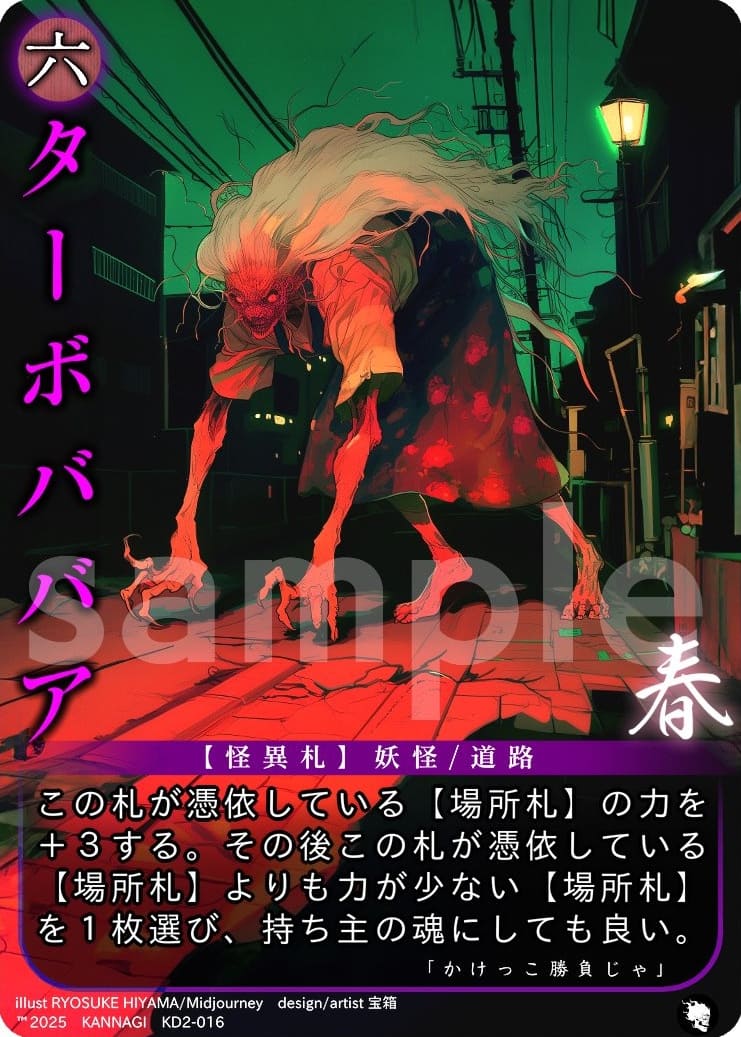 六
ターボババア
sample
春
【怪異札】妖怪/道路
この札が憑依している【場所札】の力を
＋３する。その後この札が憑依している
【場所札】よりも力が少ない【場所札】
を１枚選び、持ち主の魂にしても良い。
「かけっこ勝負じゃ」
illust RYOSUKE HIYAMA/Midjourney　design/artist 宝箱
™2025　KANNAGI　KD2-016